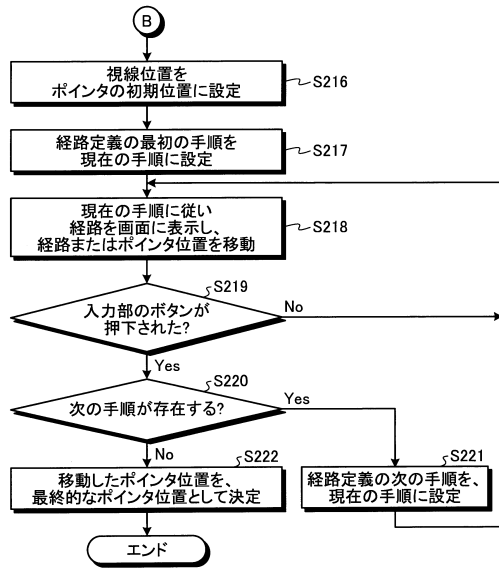 B
視線位置を
ポインタの初期位置に設定
S216
経路定義の最初の手順を
現在の手順に設定
S217
現在の手順に従い
経路を画面に表示し、
経路またはポインタ位置を移動
S218
S219
入力部のボタンが
押下された?
No
Yes
S220
次の手順が存在する?
Yes
No
S222
移動したポインタ位置を、
最終的なポインタ位置として決定
S221
経路定義の次の手順を、
現在の手順に設定
エンド